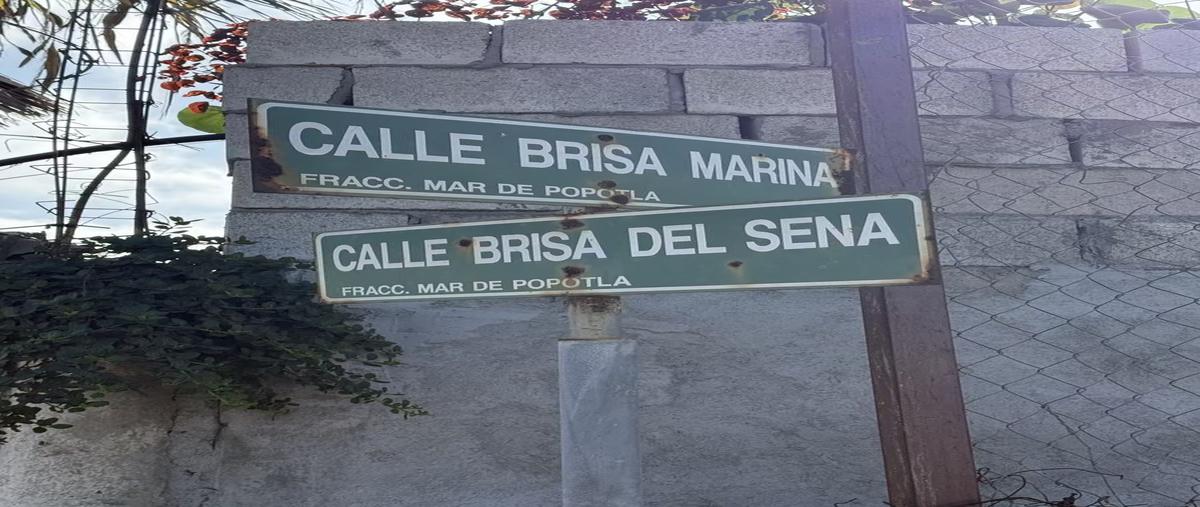 CALLE BRISA MARINA
FRACC. MAR DE POPOTLA
CALLE BRISA DEL SENA
FRACC. MAR DE POPOTLA